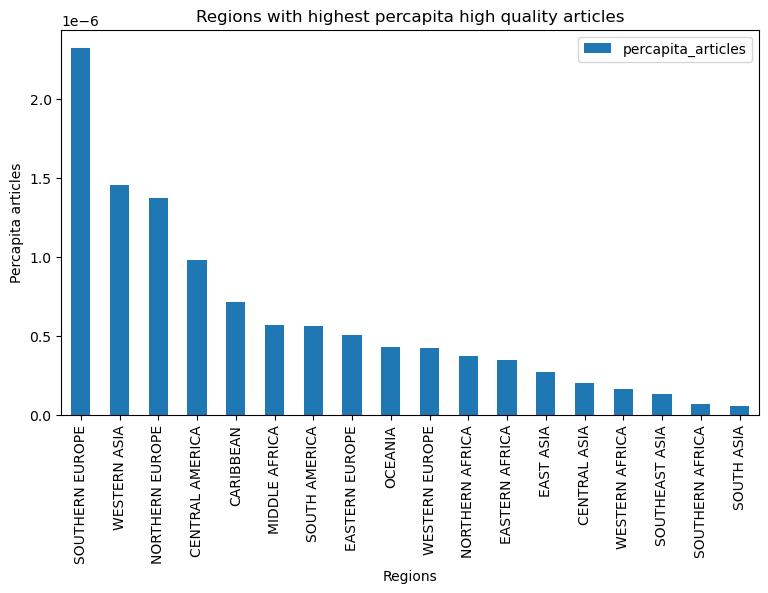 Regions with highest percapita high quality articles
1e−6
percapita_articles
Percapita articles
2.0
1.5
1.0
0.5
0.0
SOUTHERN EUROPE
WESTERN ASIA
NORTHERN EUROPE
CENTRAL AMERICA
CARIBBEAN
MIDDLE AFRICA
SOUTH AMERICA
EASTERN EUROPE
OCEANIA
WESTERN EUROPE
NORTHERN AFRICA
EASTERN AFRICA
EAST ASIA
CENTRAL ASIA
WESTERN AFRICA
SOUTHEAST ASIA
SOUTHERN AFRICA
SOUTH ASIA
Regions